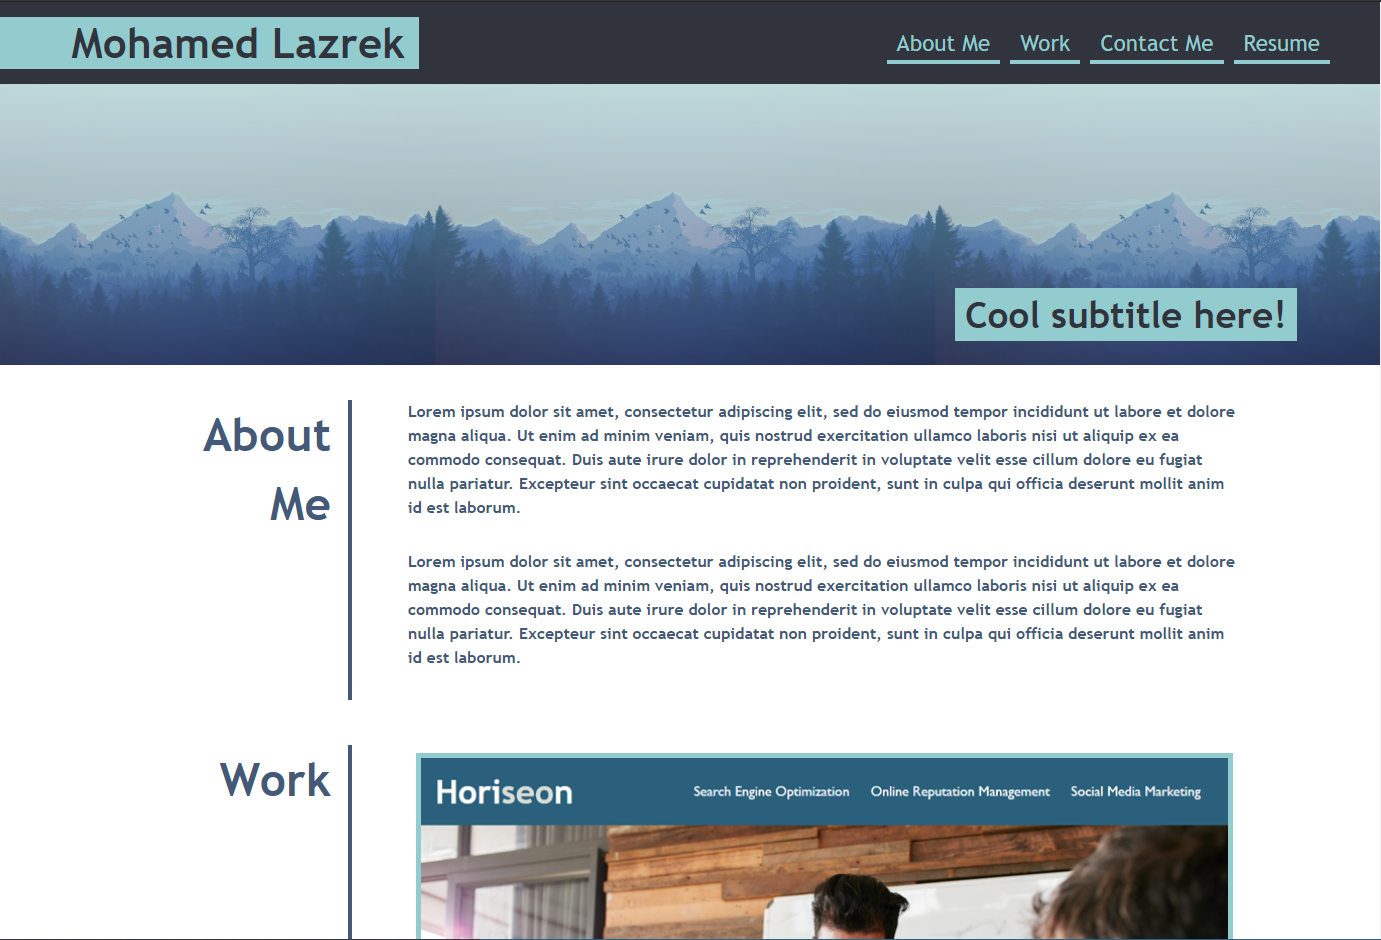 Mohamed Lazrek
About Me Work Contact Me Resume
Cool subtitle here!
About
Me
Lorem ipsum dolor sit amet, consectetur adipiscing elit, sed do eiusmod tempor incididunt ut labore et dolore
magna aliqua. Ut enim ad minim veniam, quis nostrud exercitation ullamco laboris nisi ut aliquip ex ea
commodo consequat. Duis aute irure dolor in reprehenderit in voluptate velit esse cillum dolore eu fugiat
nulla pariatur. Excepteur sint occaecat cupidatat non proident, sunt in culpa qui officia deserunt mollit anim
id est laborum.
Lorem ipsum dolor sit amet, consectetur adipiscing elit, sed do eiusmod tempor incididunt ut labore et dolore
magna aliqua. Ut enim ad minim veniam, quis nostrud exercitation ullamco laboris nisi ut aliquip ex ea
commodo consequat. Duis aute irure dolor in reprehenderit in voluptate velit esse cillum dolore eu fugiat
nulla pariatur. Excepteur sint occaecat cupidatat non proident, sunt in culpa qui officia deserunt mollit anim
id est laborum.
Work
Horiseon Search Engine Optimization Online Reputation Management Social Media Marketing